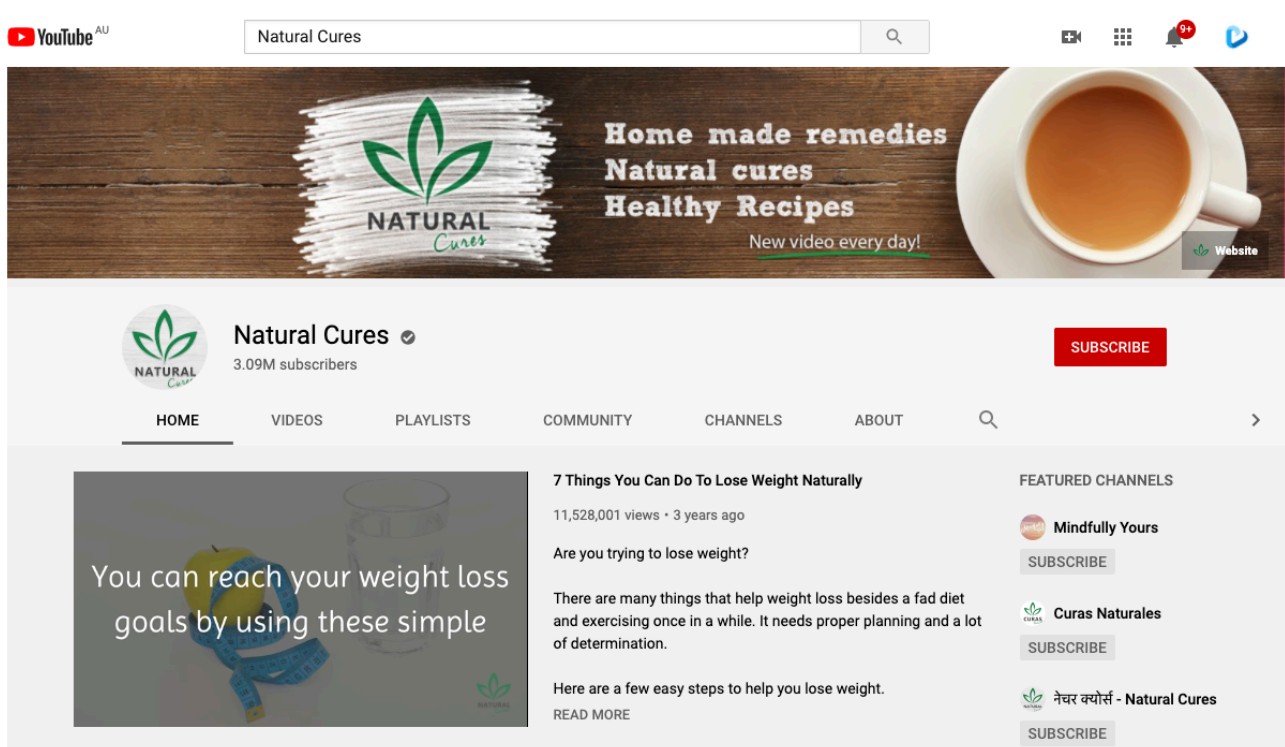 YouTube AU
Natural Cures
9+
NATURAL
Cures
Home made remedies
Natural cures
Healthy Recipes
New video every day!
Website
NATURAL
Cures
Natural Cures
3.09M subscribers
SUBSCRIBE
HOME
VIDEOS
PLAYLISTS
COMMUNITY
CHANNELS
ABOUT
You can reach your weight loss
goals by using these simple
NATURAL
7 Things You Can Do To Lose Weight Naturally
11,528,001 views • 3 years ago
Are you trying to lose weight?
There are many things that help weight loss besides a fad diet
and exercising once in a while. It needs proper planning and a lot
of determination.
Here are a few easy steps to help you lose weight.
READ MORE
FEATURED CHANNELS
Mindfully Yours
SUBSCRIBE
CURAS
Curas Naturales
SUBSCRIBE
NATURAL
नेचर क्योर्स - Natural Cures
SUBSCRIBE